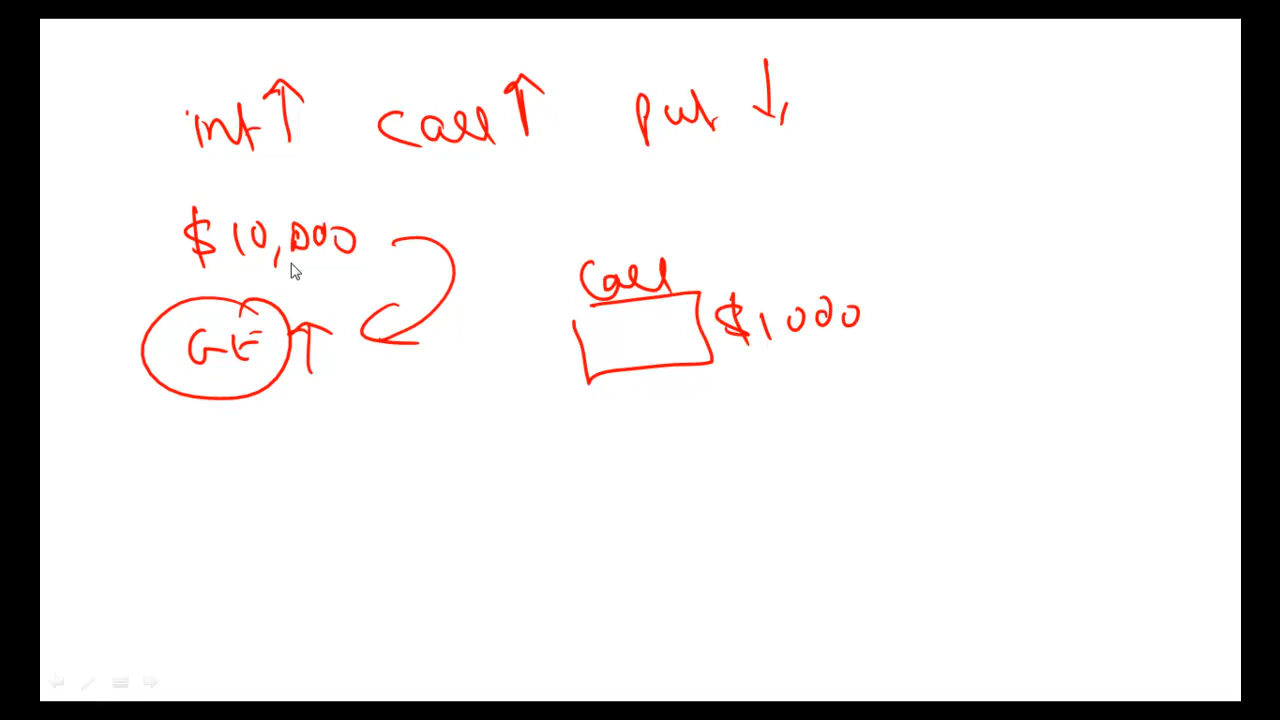 int ↑ call ↑ put ↓
$10,000
call
$1000
GE ↑